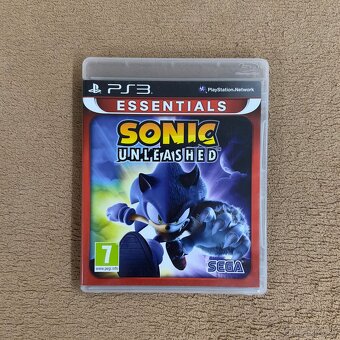 PS3
PlayStation Network
ESSENTIALS
SONIC
UNLEASHED
7
www.pegi.info
SEGA